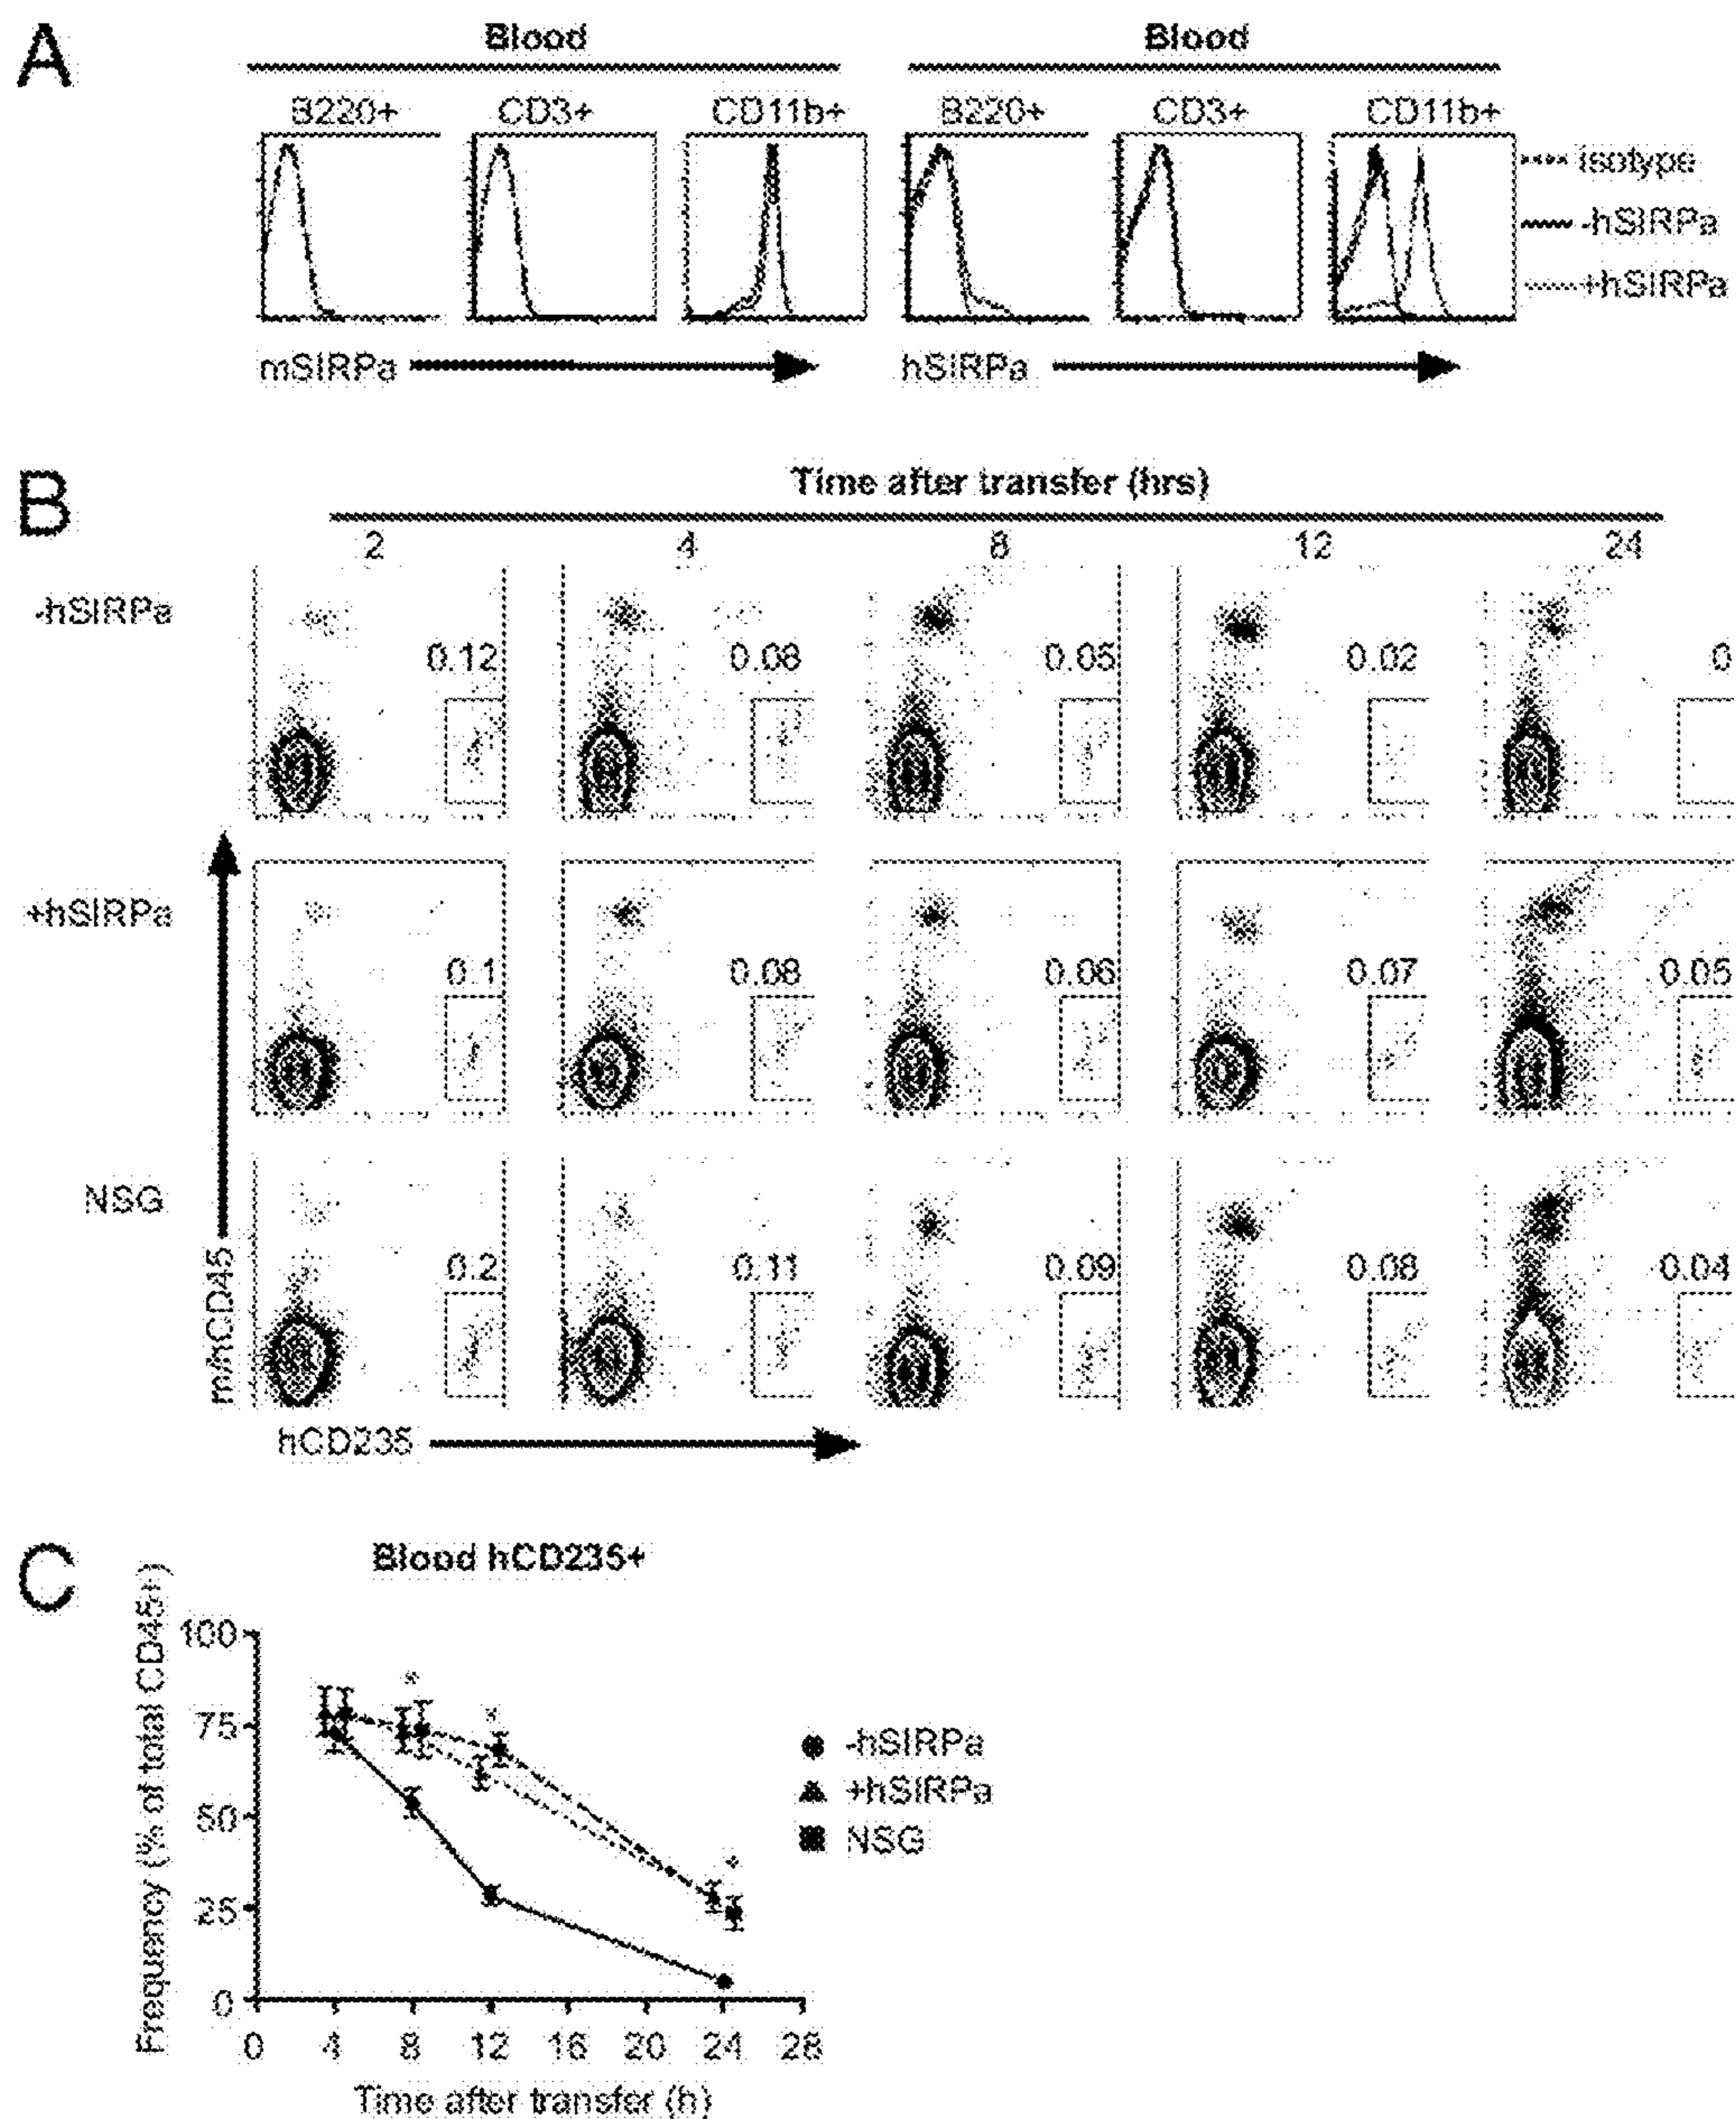 A
Blood Blood
B220+ CD3+ CD11b+ B220+ CD3+ CD11b+
isotype
-hSIRPa
+hSIRPa
mSIRPa hSIRPa
B
Time after transfer (hrs)
2 4 8 12 24
-hSIRPa
0.12 0.08 0.05 0.02 0
+hSIRPa
0.1 0.08 0.06 0.07 0.05
NSG
0.2 0.11 0.09 0.08 0.04
m/hCD45
hCD235
C
Blood hCD235+
Frequency (% of total CD45+)
100
75
50
25
0
* * *
-hSIRPa
+hSIRPa
NSG
0 4 8 12 16 20 24 28
Time after transfer (h)